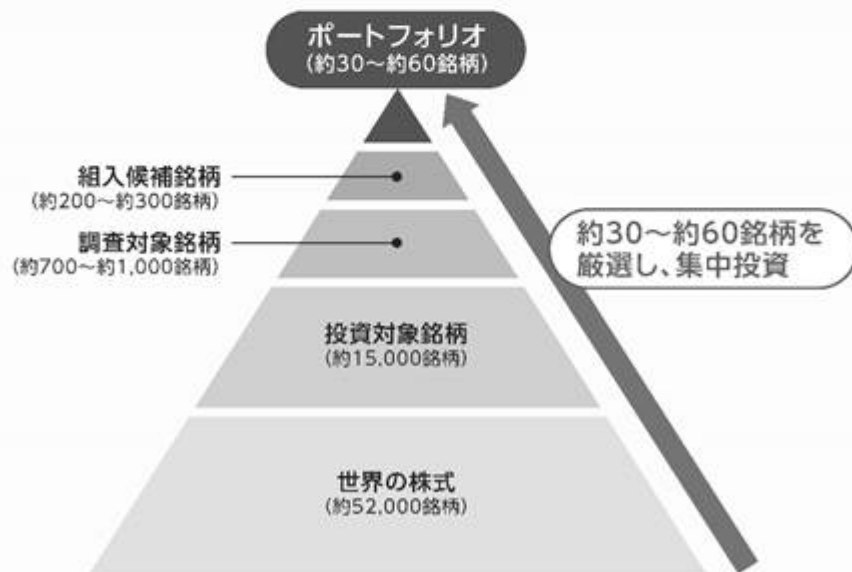 ポートフォリオ
(約30～約60銘柄)
組入候補銘柄
(約200～約300銘柄)
調査対象銘柄
(約700～約1,000銘柄)
約30～約60銘柄を
厳選し、集中投資
投資対象銘柄
(約15,000銘柄)
世界の株式
(約52,000銘柄)